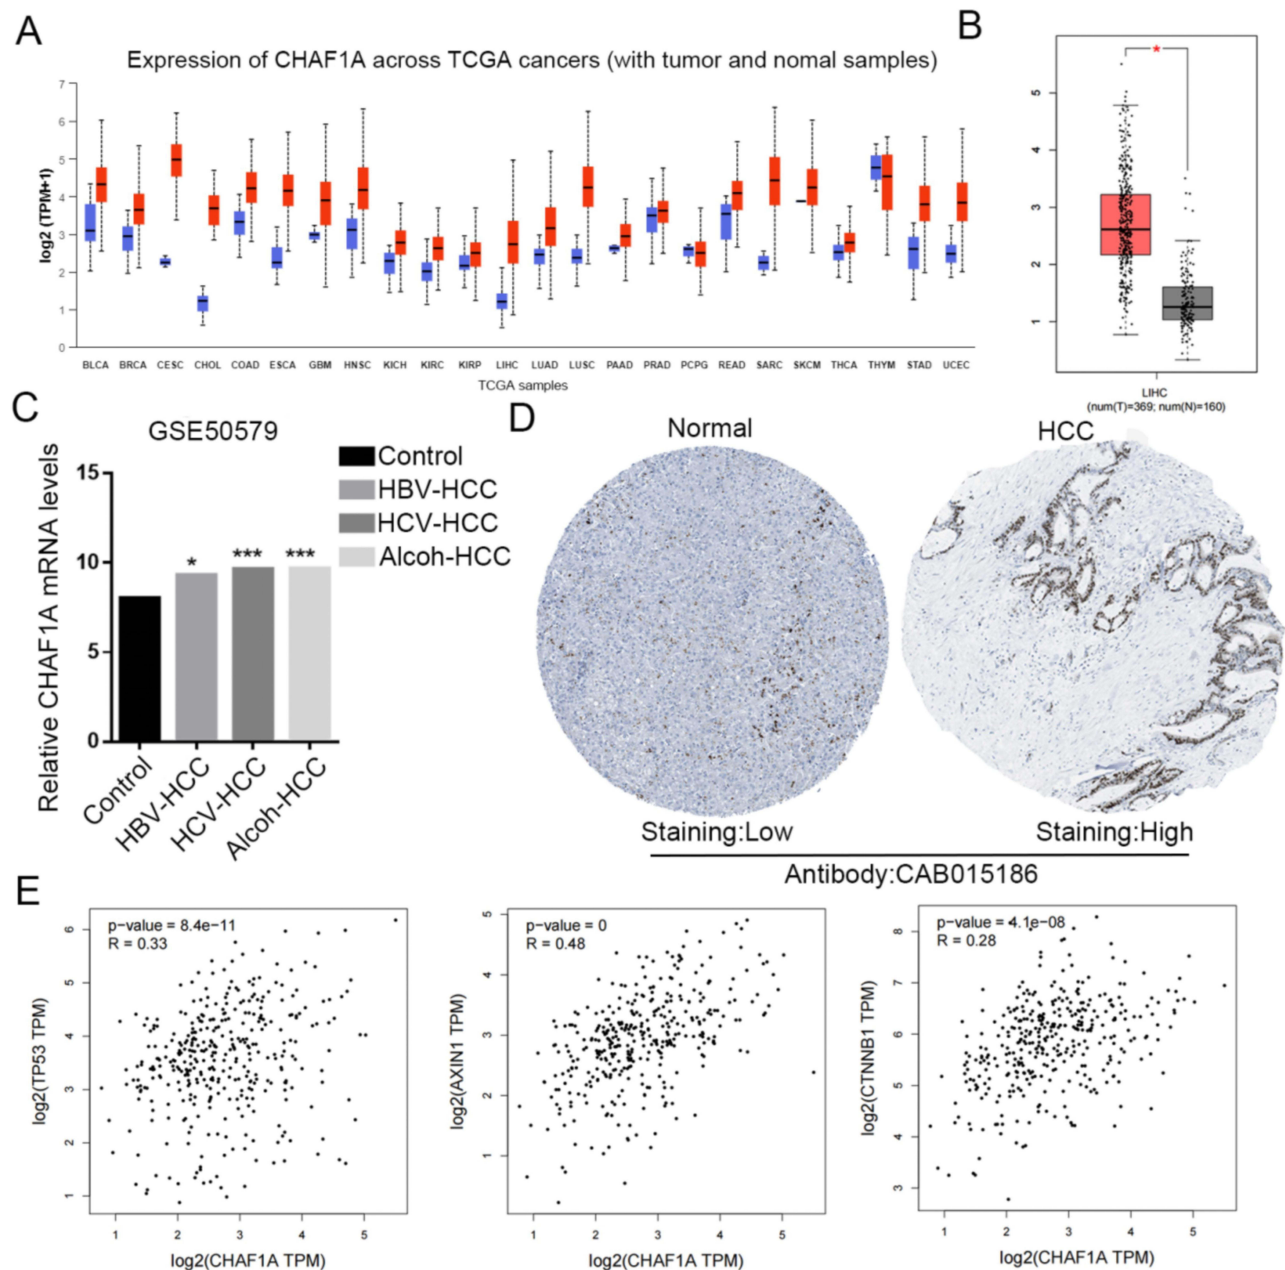 A
Expression of CHAF1A across TCGA cancers (with tumor and nomal samples)
log2 (TPM+1)
7
6
5
4
3
2
1
0
BLCA BRCA CESC CHOL COAD ESCA GBM HNSC KICH KIRC KIRP LIHC LUAD LUSC PAAD PRAD PCPG READ SARC SKCM THCA THYM STAD UCEC
TCGA samples
B
*
5
4
3
2
1
LIHC
(num(T)=369; num(N)=160)
C
GSE50579
Relative CHAF1A mRNA levels
15
10
5
0
* *** ***
Control
HBV-HCC
HCV-HCC
Alcoh-HCC
Control
HBV-HCC
HCV-HCC
Alcoh-HCC
D
Normal
HCC
Staining:Low
Staining:High
Antibody:CAB015186
E
p-value = 8.4e−11
R = 0.33
log2(TP53 TPM)
6
5
4
3
2
1
1 2 3 4 5
log2(CHAF1A TPM)
p-value = 0
R = 0.48
log2(AXIN1 TPM)
5
4
3
2
1
1 2 3 4 5
log2(CHAF1A TPM)
p-value = 4.1e−08
R = 0.28
log2(CTNNB1 TPM)
8
7
6
5
4
3
1 2 3 4 5
log2(CHAF1A TPM)